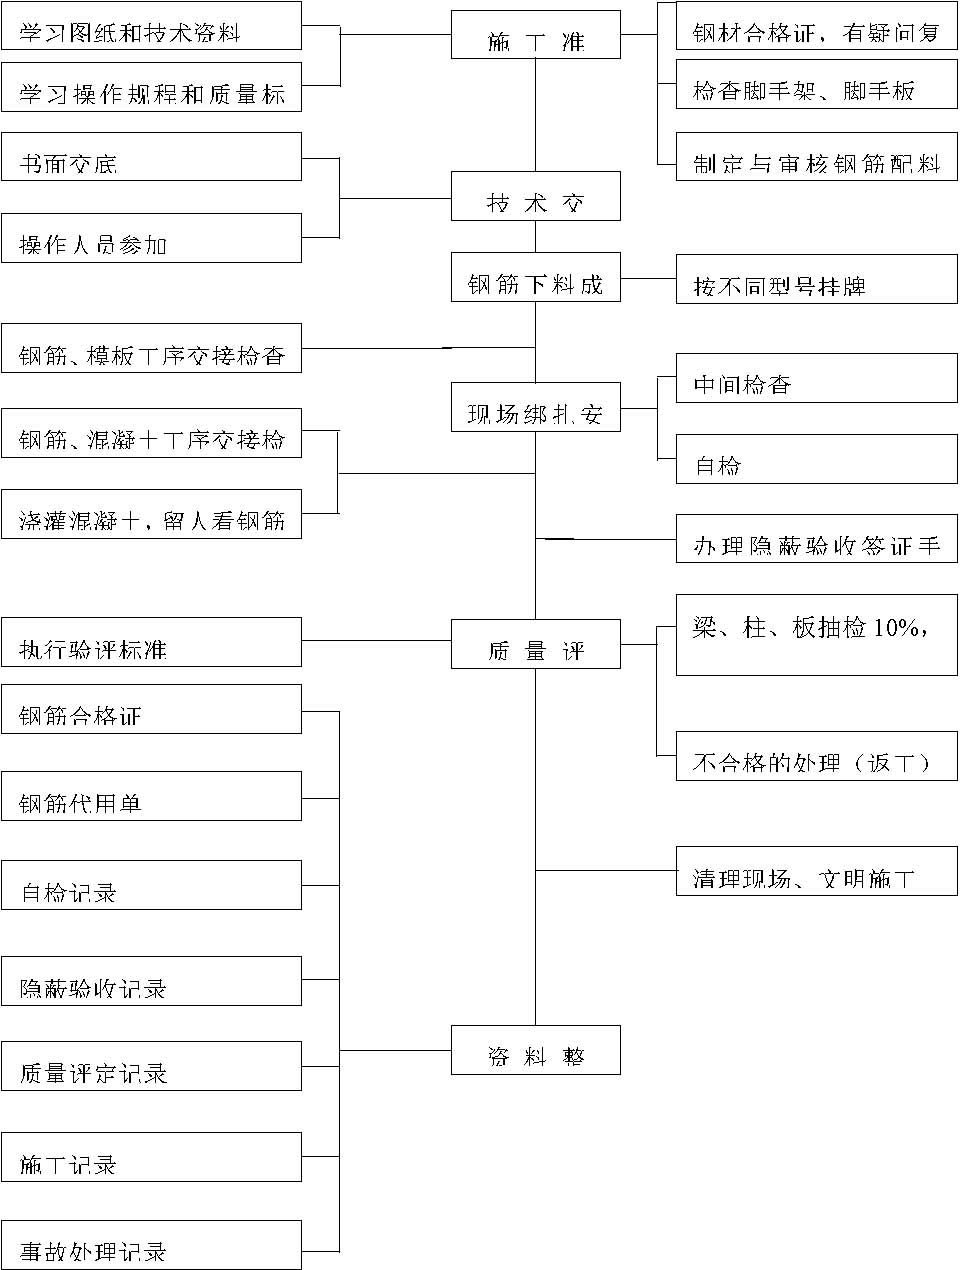 学习图纸和技术资料
施工准
钢材合格证，有疑问复
学习操作规程和质量标
检查脚手架、脚手板
书面交底
制定与审核钢筋配料
技术交
操作人员参加
钢筋下料成
按不同型号挂牌
钢筋、模板工序交接检查
中间检查
现场绑扎安
钢筋、混凝土工序交接检
自检
浇灌混凝土，留人看钢筋
办理隐蔽验收签证手
梁、柱、板抽检10%，
执行验评标准
质量评
钢筋合格证
不合格的处理（返工）
钢筋代用单
清理现场、文明施工
自检记录
隐蔽验收记录
资料整
质量评定记录
施工记录
事故处理记录